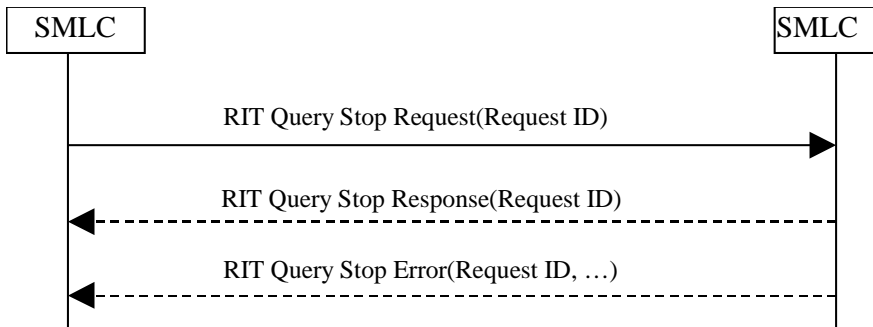 SMLC
SMLC
RIT Query Stop Request(Request ID)
RIT Query Stop Response(Request ID)
RIT Query Stop Error(Request ID, …)